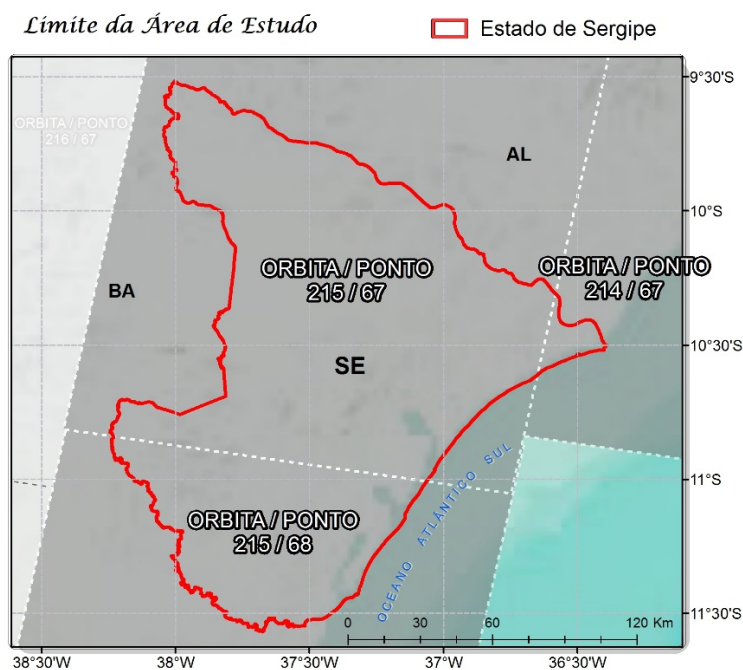 Limite da Área de Estudo
Estado de Sergipe
9°30'S
ORBITA / PONTO
216 / 67
AL
10°S
ORBITA / PONTO
215 / 67
ORBITA / PONTO
214 / 67
BA
10°30'S
SE
OCEANO ATLÂNTICO SUL
11°S
ORBITA / PONTO
215 / 68
11°30'S
0 30 60 120 Km
38°30'S 38°W 37°30'W 37°W 36°30'S